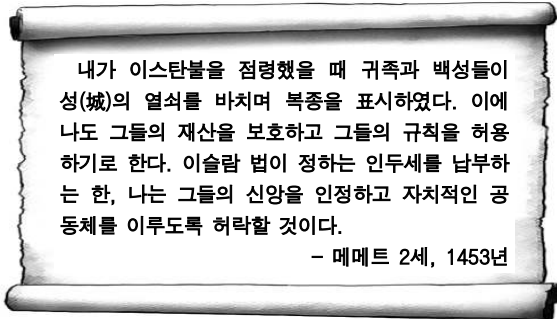 내가 이스탄불을 점령했을 때 귀족과 백성들이
성(城)의 열쇠를 바치며 복종을 표시하였다. 이에
나도 그들의 재산을 보호하고 그들의 규칙을 허용
하기로 한다. 이슬람 법이 정하는 인두세를 납부하
는 한, 나는 그들의 신앙을 인정하고 자치적인 공
동체를 이루도록 허락할 것이다.
- 메메트 2세, 1453년